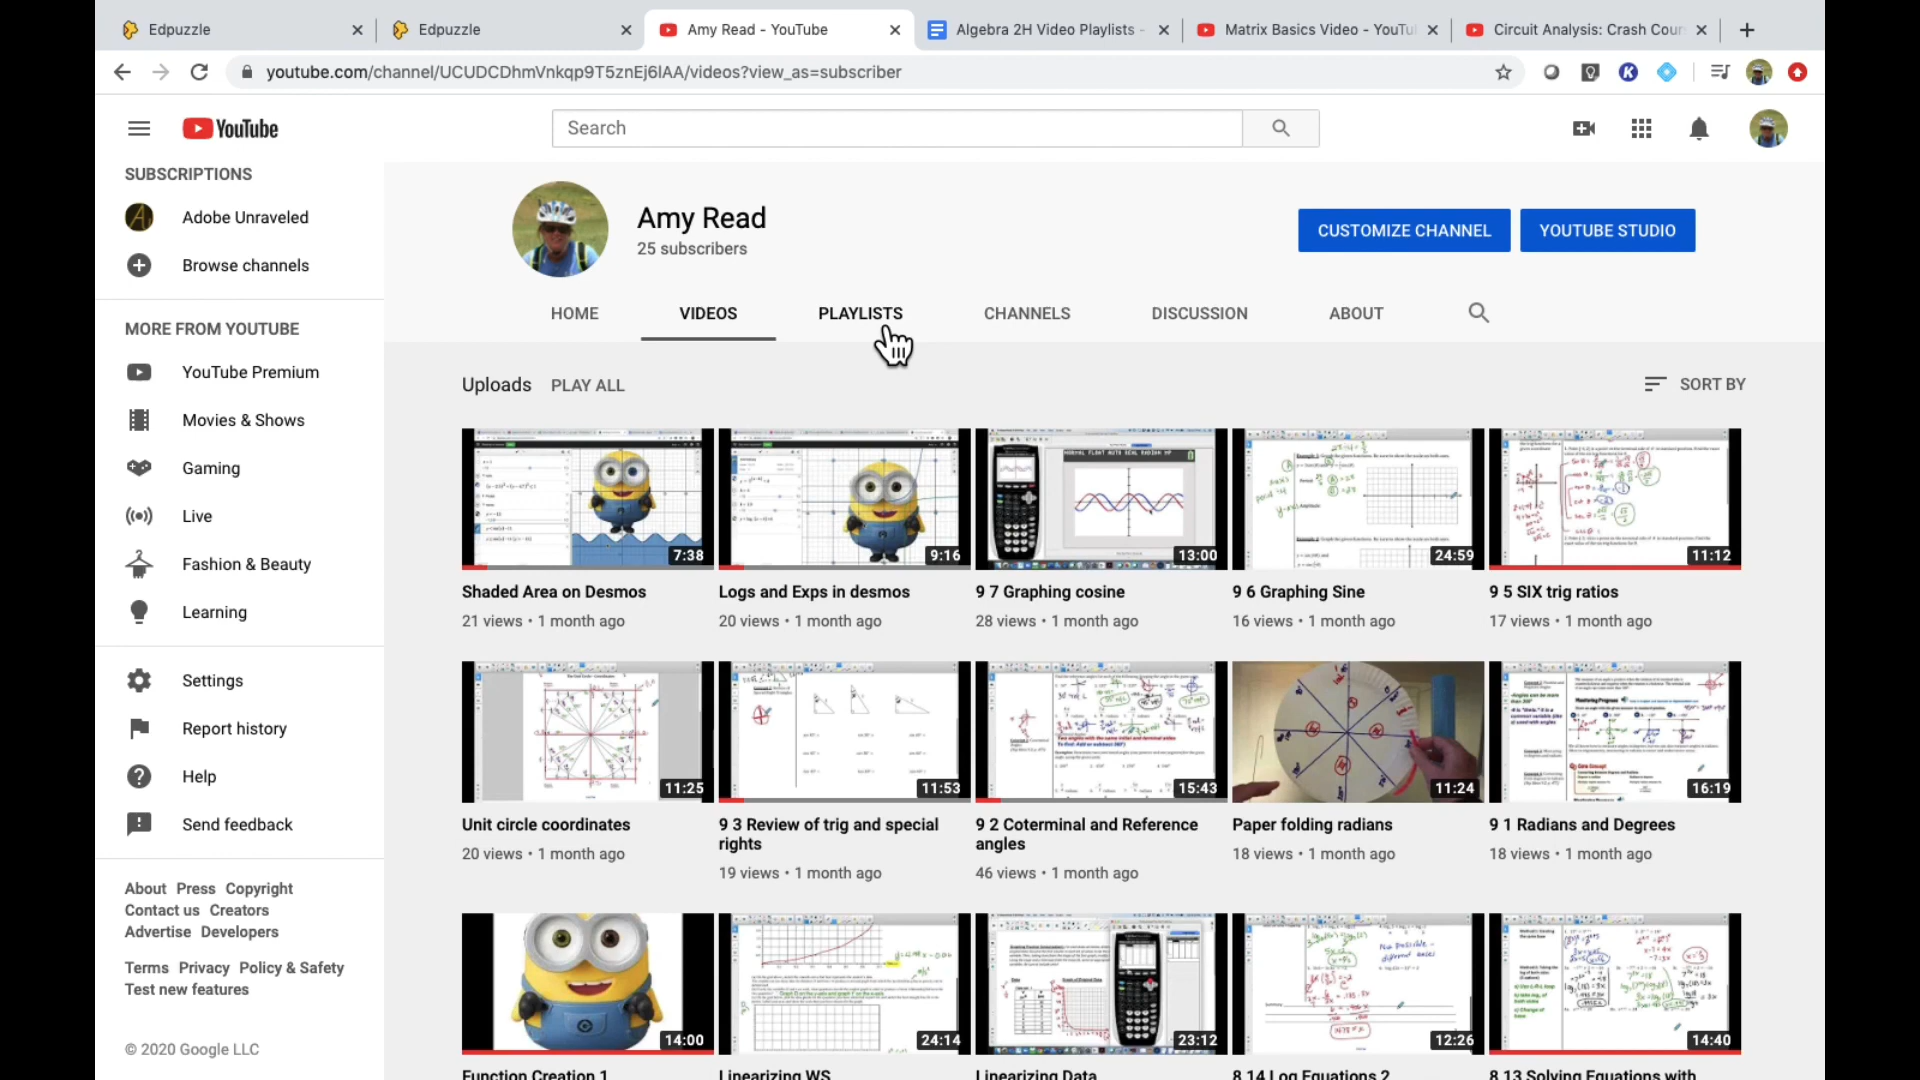 Edpuzzle
Edpuzzle
Amy Read - YouTube
Algebra 2H Video Playlists -
Matrix Basics Video - YouTu
Circuit Analysis: Crash Cour
youtube.com/channel/UCUDCDhmVnkqp9T5znEj6IAA/videos?view_as=subscriber
YouTube
Search
SUBSCRIPTIONS
Adobe Unraveled
Browse channels
MORE FROM YOUTUBE
YouTube Premium
Movies & Shows
Gaming
Live
Fashion & Beauty
Learning
Settings
Report history
Help
Send feedback
About Press Copyright
Contact us Creators
Advertise Developers
Terms Privacy Policy & Safety
Test new features
© 2020 Google LLC
Amy Read
25 subscribers
CUSTOMIZE CHANNEL
YOUTUBE STUDIO
HOME
VIDEOS
PLAYLISTS
CHANNELS
DISCUSSION
ABOUT
Uploads
PLAY ALL
SORT BY
7:38
9:16
13:00
24:59
11:12
Shaded Area on Desmos
21 views • 1 month ago
Logs and Exps in desmos
20 views • 1 month ago
9 7 Graphing cosine
28 views • 1 month ago
9 6 Graphing Sine
16 views • 1 month ago
9 5 SIX trig ratios
17 views • 1 month ago
11:25
11:53
15:43
11:24
16:19
Unit circle coordinates
20 views • 1 month ago
9 3 Review of trig and special
rights
19 views • 1 month ago
9 2 Coterminal and Reference
angles
46 views • 1 month ago
Paper folding radians
18 views • 1 month ago
9 1 Radians and Degrees
18 views • 1 month ago
14:00
24:14
23:12
12:26
14:40
Function Creation 1
Linearizing WS
Linearizing Data
8 14 Log Equations 2
8 13 Solving Equations with